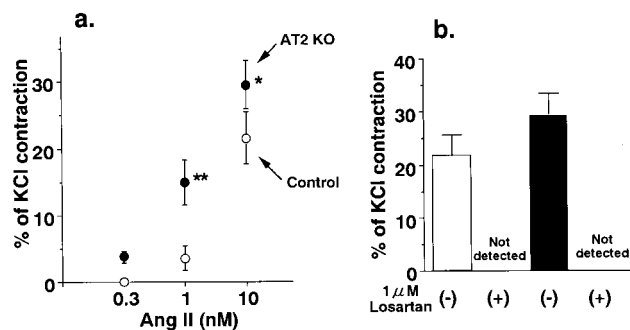 a.
AT2 KO
% of KCl contraction
30
20
10
0
*
**
Control
0.3
1
10
Ang II (nM)
b.
% of KCl contraction
40
30
20
10
0
Not
detected
Not
detected
1 μM
Losartan
(-)
(+)
(-)
(+)